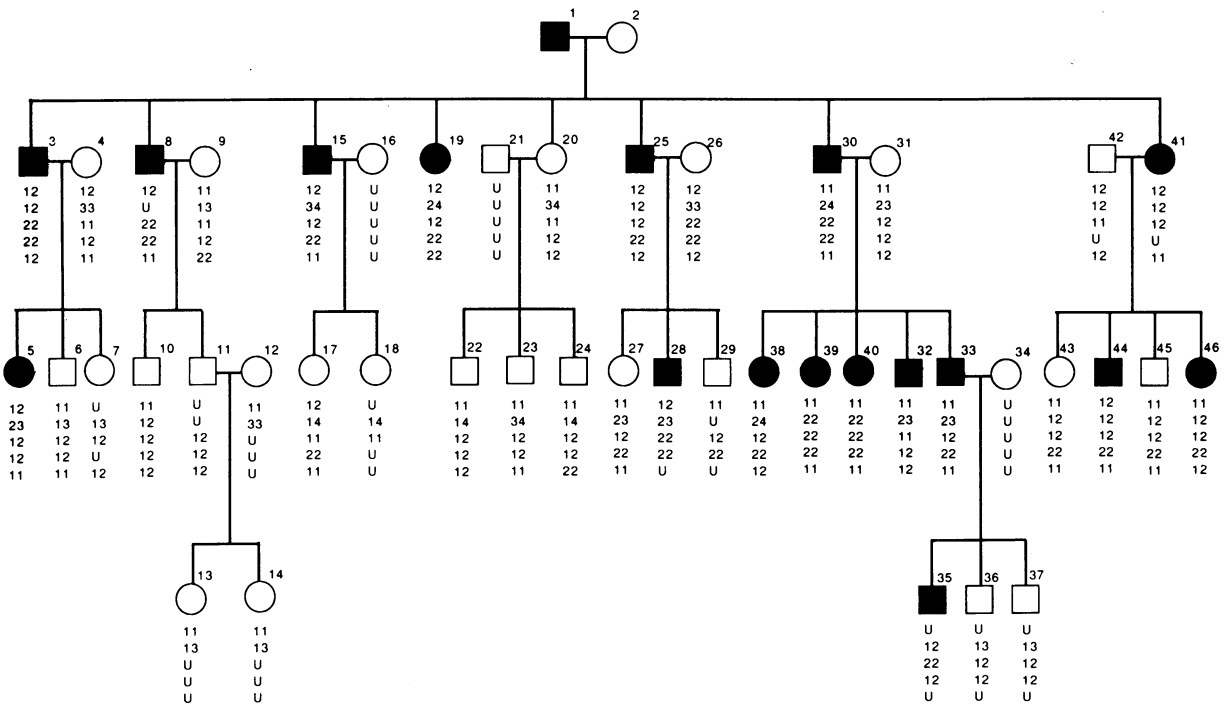 1 2
3 4 8 9 15 16 19 21 20 25 26 30 31 42 41
12 12 12 11 12 U 12 U 11 12 12 11 11 12 12
12 33 U 13 34 U 24 U 34 12 33 24 23 12 12
22 11 22 11 12 U 12 U 11 12 22 22 12 11 12
22 12 22 12 22 U 22 U 12 22 22 22 12 U U
12 11 11 22 11 U 22 U 12 12 12 11 12 12 11
5 6 7 10 11 12 17 18 22 23 24 27 28 29 38 39 40 32 33 34 43 44 45 46
12 11 U 11 U 11 12 U 11 11 11 11 12 11 11 11 11 11 11 U 11 12 11 11
23 13 13 12 U 33 14 14 14 34 14 23 23 U 24 22 22 23 23 U 12 12 12 12
12 12 12 12 12 U 11 11 12 11 12 12 22 12 12 22 22 11 12 U 12 12 12 12
12 12 U 12 12 U 22 U 12 12 12 22 22 22 22 22 22 12 22 U 22 22 22 22
11 11 12 12 12 U 11 U 12 12 22 11 U U 12 11 11 12 11 U 11 11 11 12
13 14 35 36 37
11 11 U U U
13 13 12 13 13
U U 22 12 12
U U 12 12 12
U U U U U